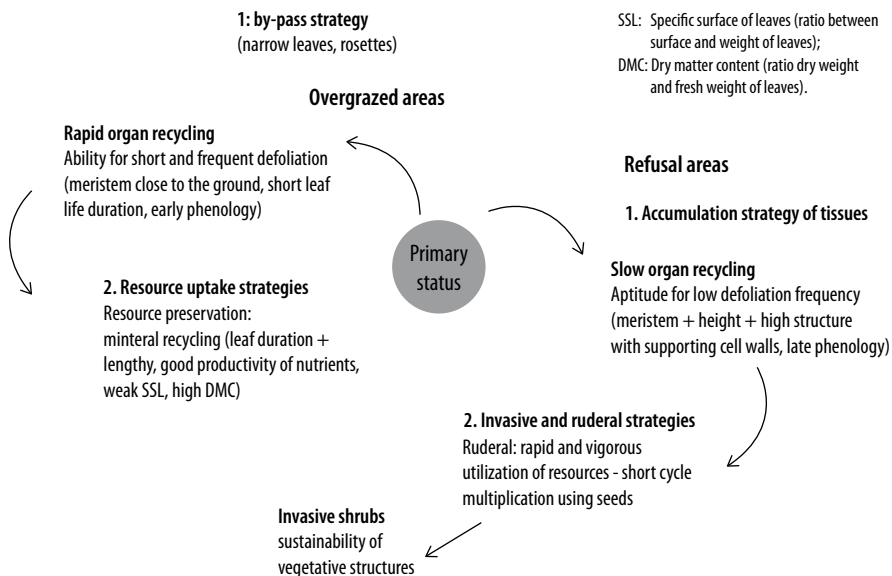 1: by-pass strategy
(narrow leaves, rosettes)
SSL: Specific surface of leaves (ratio between
surface and weight of leaves);
DMC: Dry matter content (ratio dry weight
and fresh weight of leaves).
Overgrazed areas
Rapid organ recycling
Ability for short and frequent defoliation
(meristem close to the ground, short leaf
life duration, early phenology)
2. Resource uptake strategies
Resource preservation:
minteral recycling (leaf duration +
lengthy, good productivity of nutrients,
weak SSL, high DMC)
Primary
status
Refusal areas
1. Accumulation strategy of tissues
Slow organ recycling
Aptitude for low defoliation frequency
(meristem + height + high structure
with supporting cell walls, late phenology)
2. Invasive and ruderal strategies
Ruderal: rapid and vigorous
utilization of resources - short cycle
multiplication using seeds
Invasive shrubs
sustainability of
vegetative structures